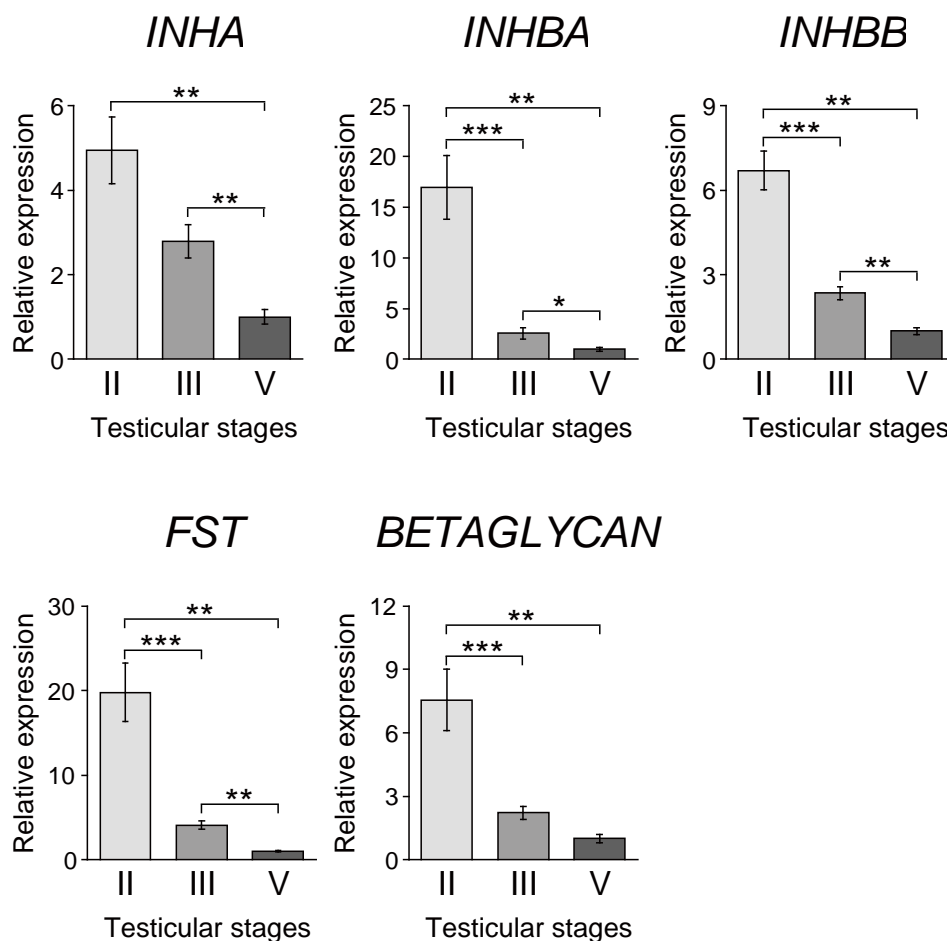 INHA
INHBA
INHBB
Relative expression
6
4
2
0
**
**
II III V
Testicular stages
Relative expression
25
20
15
10
5
0
**
***
*
II III V
Testicular stages
Relative expression
9
6
3
0
**
***
**
II III V
Testicular stages
FST
BETAGLYCAN
Relative expression
30
20
10
0
**
***
**
II III V
Testicular stages
Relative expression
12
9
6
3
0
**
***
II III V
Testicular stages